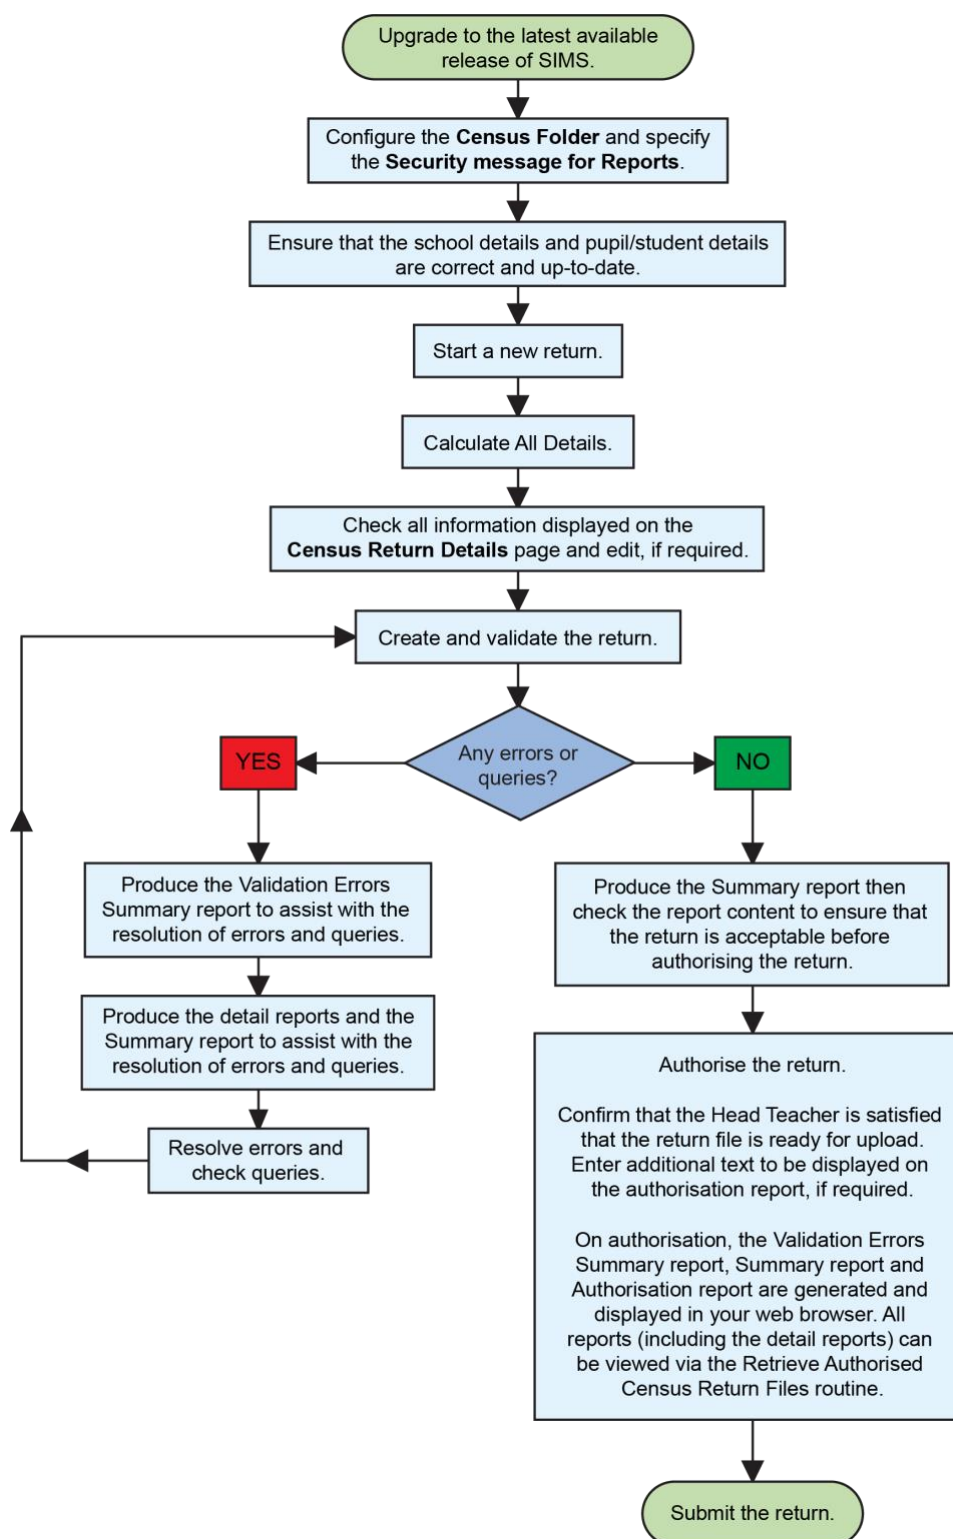 Upgrade to the latest available
release of SIMS.
Configure the Census Folder and specify
the Security message for Reports.
Ensure that the school details and pupil/student details
are correct and up-to-date.
Start a new return.
Calculate All Details.
Check all information displayed on the
Census Return Details page and edit, if required.
Create and validate the return.
Any errors or
queries?
YES
NO
Produce the Validation Errors
Summary report to assist with the
resolution of errors and queries.
Produce the detail reports and the
Summary report to assist with the
resolution of errors and queries.
Resolve errors and
check queries.
Produce the Summary report then
check the report content to ensure that
the return is acceptable before
authorising the return.
Authorise the return.
Confirm that the Head Teacher is satisfied
that the return file is ready for upload.
Enter additional text to be displayed on
the authorisation report, if required.
On authorisation, the Validation Errors
Summary report, Summary report and
Authorisation report are generated and
displayed in your web browser. All
reports (including the detail reports) can
be viewed via the Retrieve Authorised
Census Return Files routine.
Submit the return.